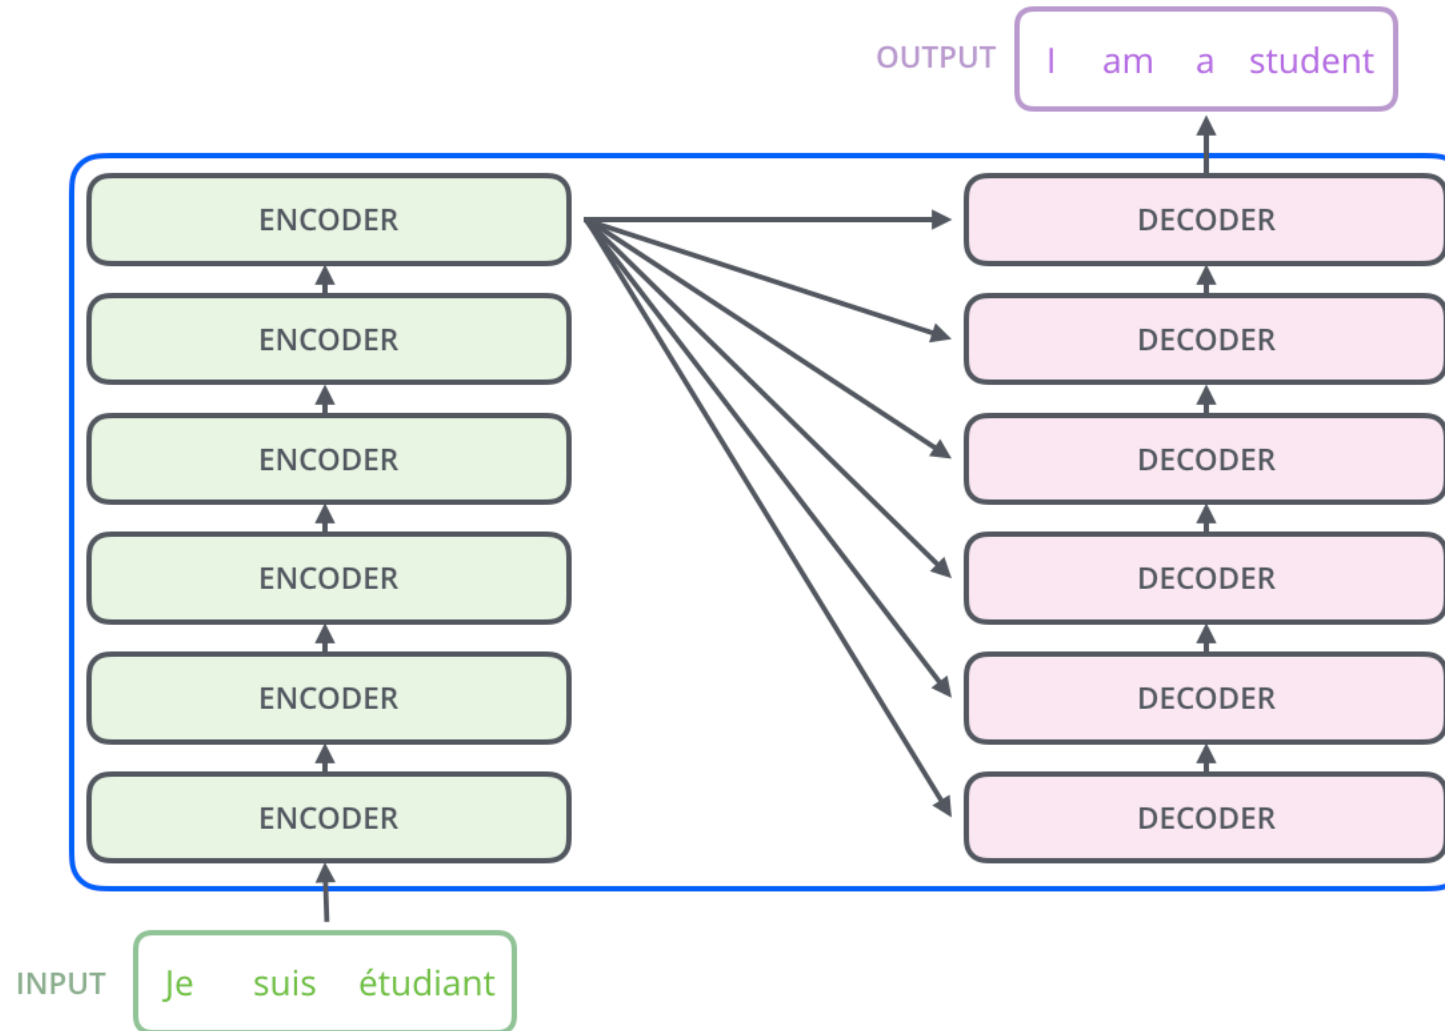 OUTPUT
I am a student
ENCODER
DECODER
ENCODER
DECODER
ENCODER
DECODER
ENCODER
DECODER
ENCODER
DECODER
ENCODER
DECODER
INPUT
Je suis étudiant